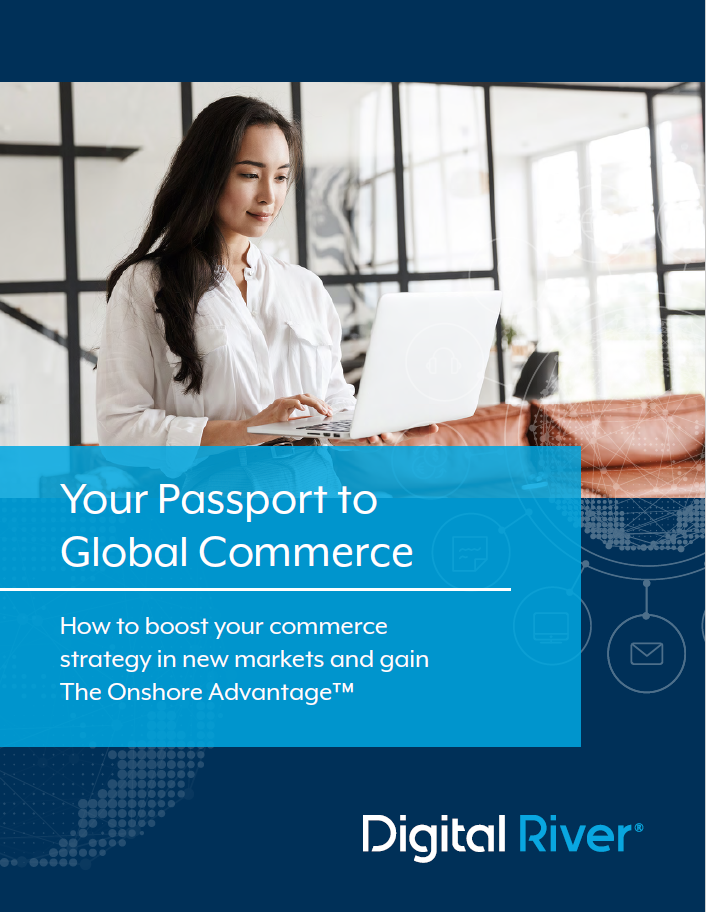 Your Passport to
Global Commerce
How to boost your commerce
strategy in new markets and gain
The Onshore Advantage™
Digital River®